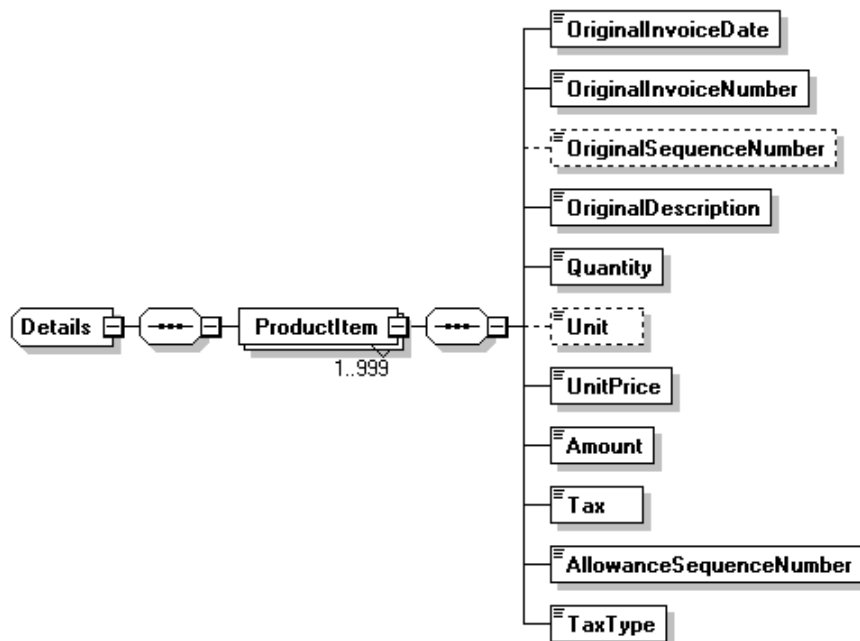 OriginalInvoiceDate
OriginalInvoiceNumber
OriginalSequenceNumber
OriginalDescription
Quantity
Details
ProductItem
1..999
Unit
UnitPrice
Amount
Tax
AllowanceSequenceNumber
TaxType